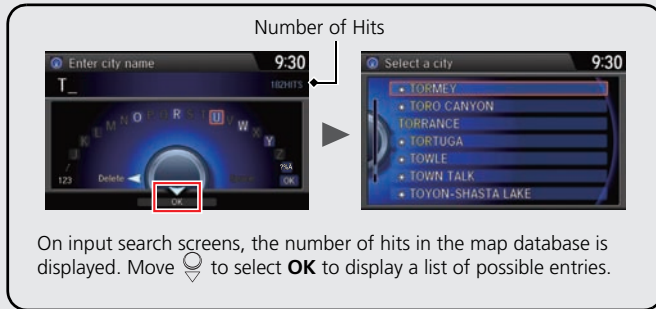 Number of Hits
Enter city name 9:30
T_ 182HITS
K L M N O P Q R S T U V W X Y Z
123 Delete OK
OK
Select a city 9:30
TORMEY
TORO CANYON
TORRANCE
TORTUGA
TOWLE
TOWN TALK
TOYON-SHASTA LAKE
On input search screens, the number of hits in the map database is
displayed. Move to select OK to display a list of possible entries.